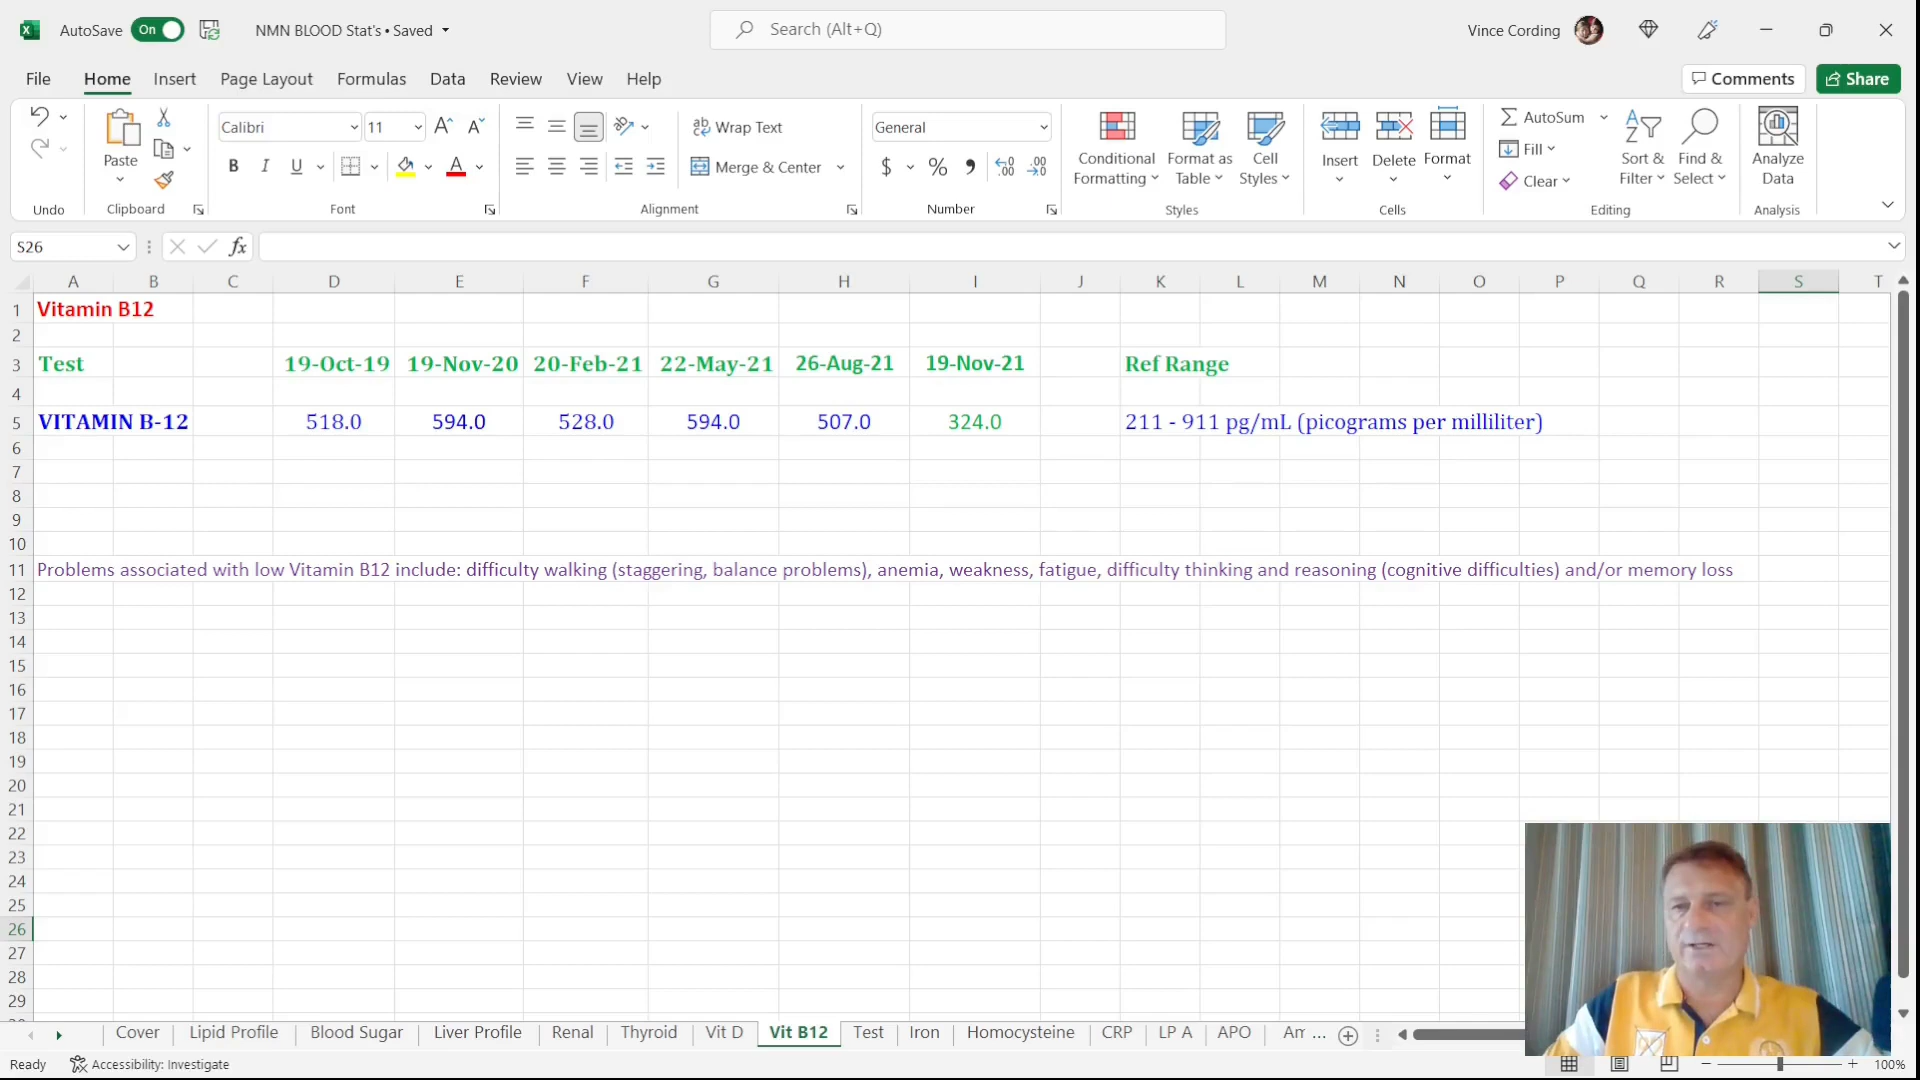 AutoSave On NMN BLOOD Stat's • Saved Search (Alt+Q) Vince Cording
File Home Insert Page Layout Formulas Data Review View Help Comments Share
Calibri 11 Wrap Text General AutoSum
Paste Conditional Formatting Format as Table Cell Styles Insert Delete Format Fill Sort & Filter Find & Select Analyze Data
B I U Merge & Center $ % Clear
Undo Clipboard Font Alignment Number Styles Cells Editing Analysis
S26 fx
A B C D E F G H I J K L M N O P Q R S T
1 Vitamin B12
2
3 Test 19-Oct-19 19-Nov-20 20-Feb-21 22-May-21 26-Aug-21 19-Nov-21 Ref Range
4
5 VITAMIN B-12 518.0 594.0 528.0 594.0 507.0 324.0 211 - 911 pg/mL (picograms per milliliter)
6
7
8
9
10
11 Problems associated with low Vitamin B12 include: difficulty walking (staggering, balance problems), anemia, weakness, fatigue, difficulty thinking and reasoning (cognitive difficulties) and/or memory loss
12
13
14
15
16
17
18
19
20
21
22
23
24
25
26
27
28
29
Cover Lipid Profile Blood Sugar Liver Profile Renal Thyroid Vit D Vit B12 Test Iron Homocysteine CRP LP A APO Am ...
Ready Accessibility: Investigate 100%